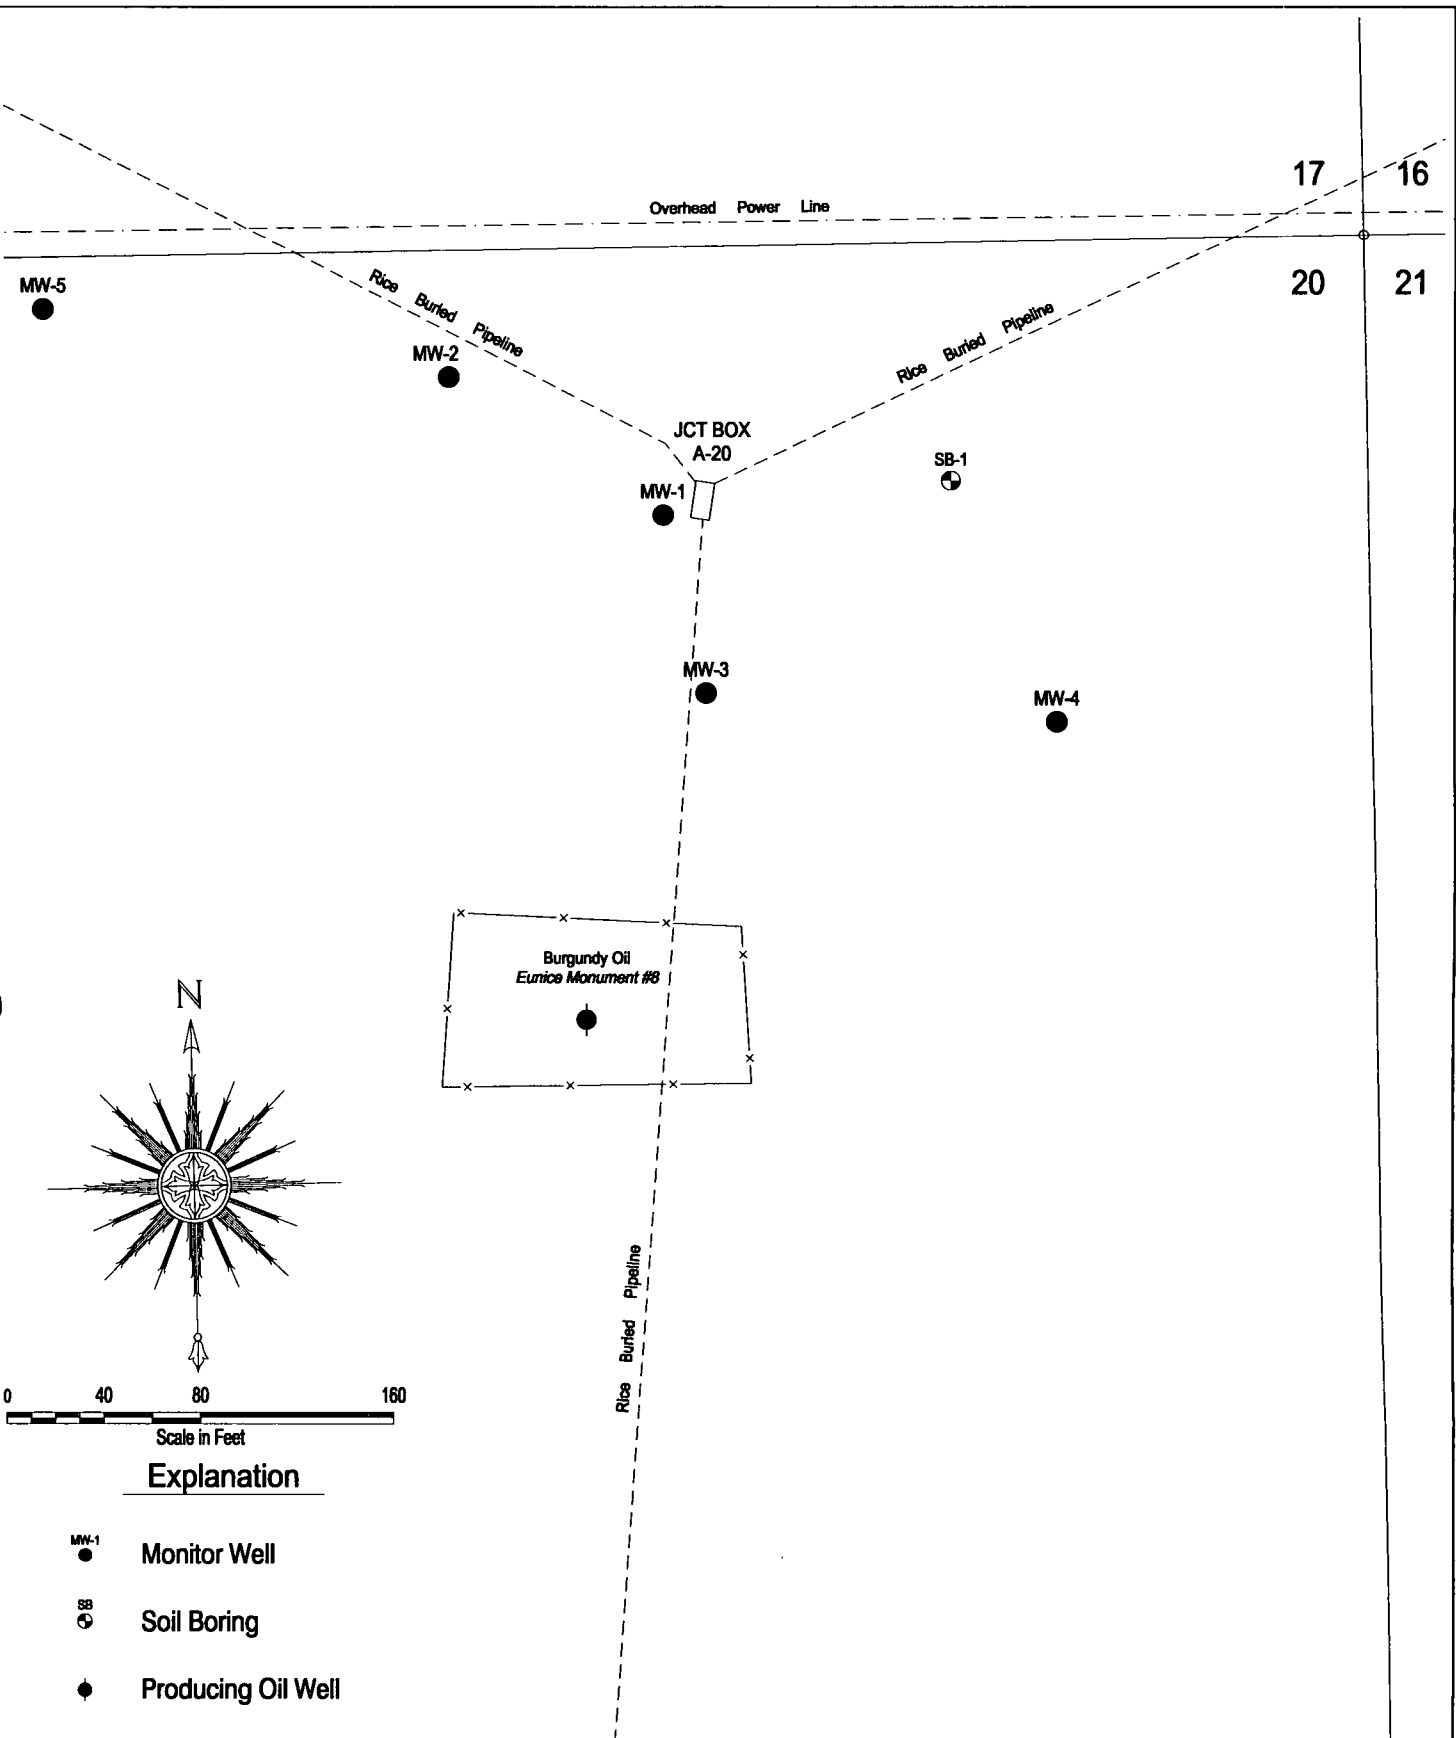 17
16
Overhead Power Line
20
21
MW-5
Rice Buried Pipeline
MW-2
Rice Buried Pipeline
JCT BOX
A-20
SB-1
MW-1
MW-3
MW-4
Burgundy Oil
Eunice Monument #8
N
Rice Buried Pipeline
0 40 80 160
Scale in Feet
Explanation
MW-1
Monitor Well
SB
Soil Boring
Producing Oil Well